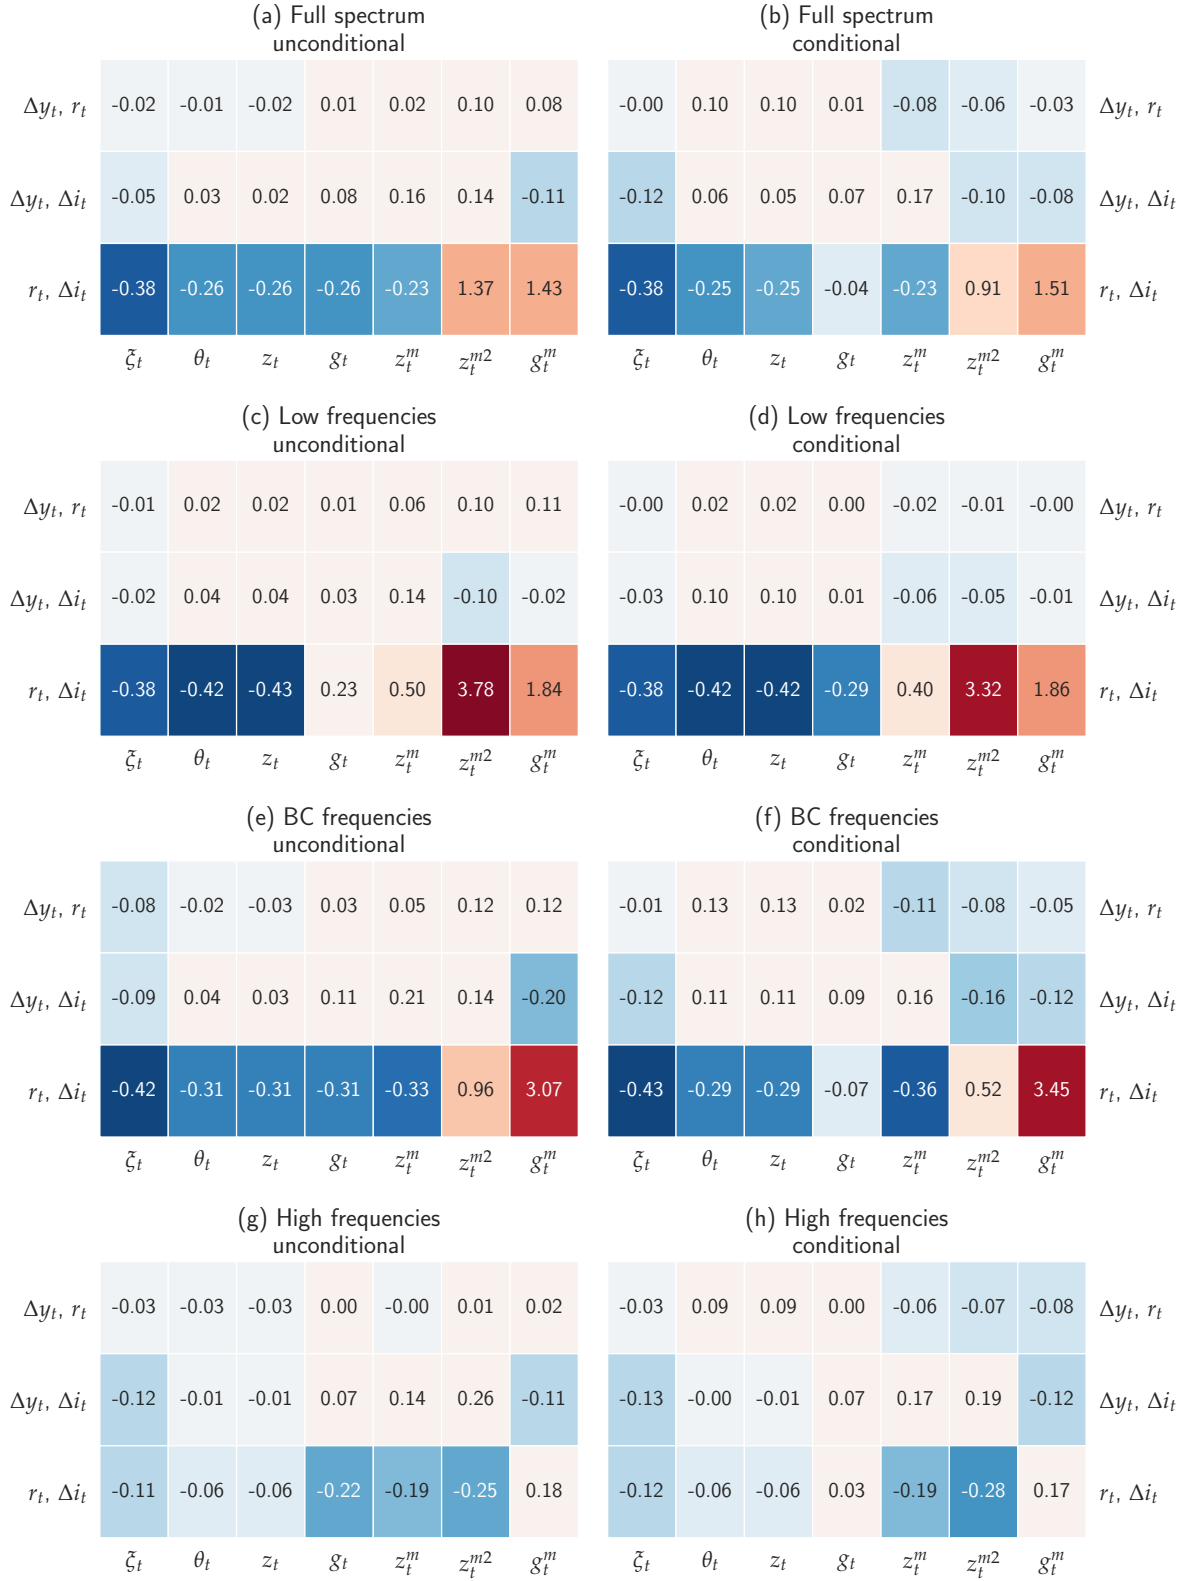 (a) Full spectrum
unconditional
Δy_t, r_t -0.02 -0.01 -0.02 0.01 0.02 0.10 0.08
Δy_t, Δi_t -0.05 0.03 0.02 0.08 0.16 0.14 -0.11
r_t, Δi_t -0.38 -0.26 -0.26 -0.26 -0.23 1.37 1.43
ξ_t θ_t z_t g_t z_t^m z_t^{m2} g_t^m
(b) Full spectrum
conditional
-0.00 0.10 0.10 0.01 -0.08 -0.06 -0.03 Δy_t, r_t
-0.12 0.06 0.05 0.07 0.17 -0.10 -0.08 Δy_t, Δi_t
-0.38 -0.25 -0.25 -0.04 -0.23 0.91 1.51 r_t, Δi_t
ξ_t θ_t z_t g_t z_t^m z_t^{m2} g_t^m
(c) Low frequencies
unconditional
Δy_t, r_t -0.01 0.02 0.02 0.01 0.06 0.10 0.11
Δy_t, Δi_t -0.02 0.04 0.04 0.03 0.14 -0.10 -0.02
r_t, Δi_t -0.38 -0.42 -0.43 0.23 0.50 3.78 1.84
ξ_t θ_t z_t g_t z_t^m z_t^{m2} g_t^m
(d) Low frequencies
conditional
-0.00 0.02 0.02 0.00 -0.02 -0.01 -0.00 Δy_t, r_t
-0.03 0.10 0.10 0.01 -0.06 -0.05 -0.01 Δy_t, Δi_t
-0.38 -0.42 -0.42 -0.29 0.40 3.32 1.86 r_t, Δi_t
ξ_t θ_t z_t g_t z_t^m z_t^{m2} g_t^m
(e) BC frequencies
unconditional
Δy_t, r_t -0.08 -0.02 -0.03 0.03 0.05 0.12 0.12
Δy_t, Δi_t -0.09 0.04 0.03 0.11 0.21 0.14 -0.20
r_t, Δi_t -0.42 -0.31 -0.31 -0.31 -0.33 0.96 3.07
ξ_t θ_t z_t g_t z_t^m z_t^{m2} g_t^m
(f) BC frequencies
conditional
-0.01 0.13 0.13 0.02 -0.11 -0.08 -0.05 Δy_t, r_t
-0.12 0.11 0.11 0.09 0.16 -0.16 -0.12 Δy_t, Δi_t
-0.43 -0.29 -0.29 -0.07 -0.36 0.52 3.45 r_t, Δi_t
ξ_t θ_t z_t g_t z_t^m z_t^{m2} g_t^m
(g) High frequencies
unconditional
Δy_t, r_t -0.03 -0.03 -0.03 0.00 -0.00 0.01 0.02
Δy_t, Δi_t -0.12 -0.01 -0.01 0.07 0.14 0.26 -0.11
r_t, Δi_t -0.11 -0.06 -0.06 -0.22 -0.19 -0.25 0.18
ξ_t θ_t z_t g_t z_t^m z_t^{m2} g_t^m
(h) High frequencies
conditional
-0.03 0.09 0.09 0.00 -0.06 -0.07 -0.08 Δy_t, r_t
-0.13 -0.00 -0.01 0.07 0.17 0.19 -0.12 Δy_t, Δi_t
-0.12 -0.06 -0.06 0.03 -0.19 -0.28 0.17 r_t, Δi_t
ξ_t θ_t z_t g_t z_t^m z_t^{m2} g_t^m